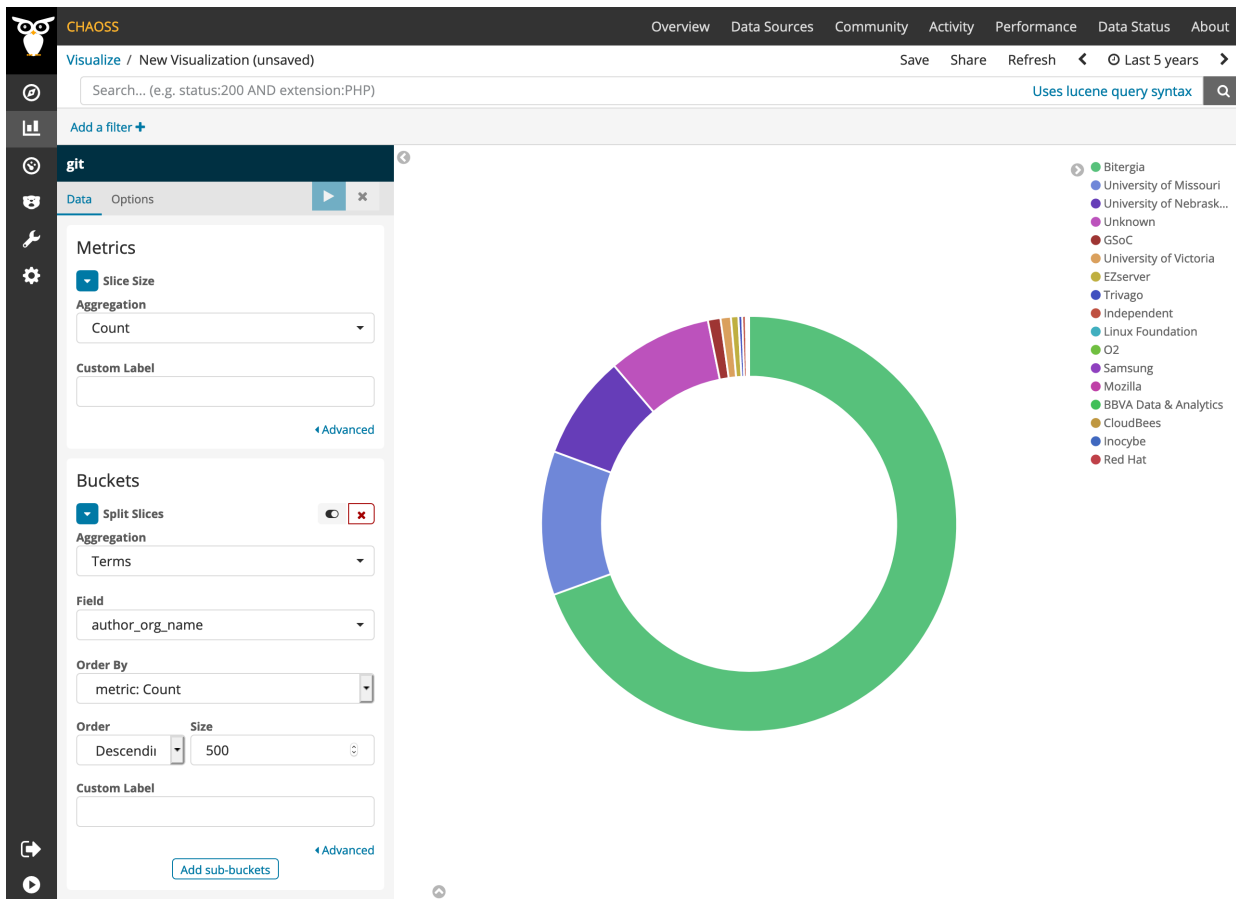 CHAOSS Overview Data Sources Community Activity Performance Data Status About
Visualize / New Visualization (unsaved) Save Share Refresh Last 5 years
Search... (e.g. status:200 AND extension:PHP) Uses lucene query syntax
Add a filter
git
Data Options
Metrics
Slice Size
Aggregation
Count
Custom Label
Advanced
Buckets
Split Slices
Aggregation
Terms
Field
author_org_name
Order By
metric: Count
Order Size
Descendin 500
Custom Label
Advanced
Add sub-buckets
Bitergia
University of Missouri
University of Nebrask...
Unknown
GSoC
University of Victoria
EZserver
Trivago
Independent
Linux Foundation
O2
Samsung
Mozilla
BBVA Data & Analytics
CloudBees
Inocybe
Red Hat